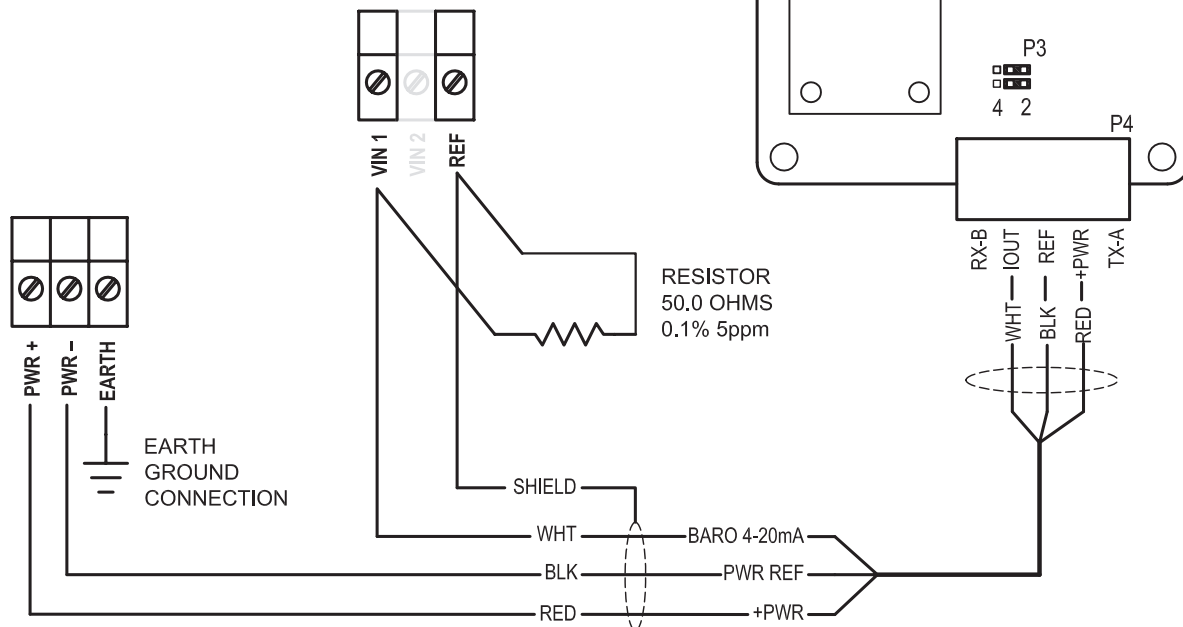 P3
4 2
P4
VIN 1
VIN 2
REF
RX-B
IOUT
REF
+PWR
TX-A
RESISTOR
50.0 OHMS
0.1% 5ppm
WHT
BLK
RED
PWR +
PWR –
EARTH
EARTH
GROUND
CONNECTION
SHIELD
WHT
BARO 4-20mA
BLK
PWR REF
RED
+PWR